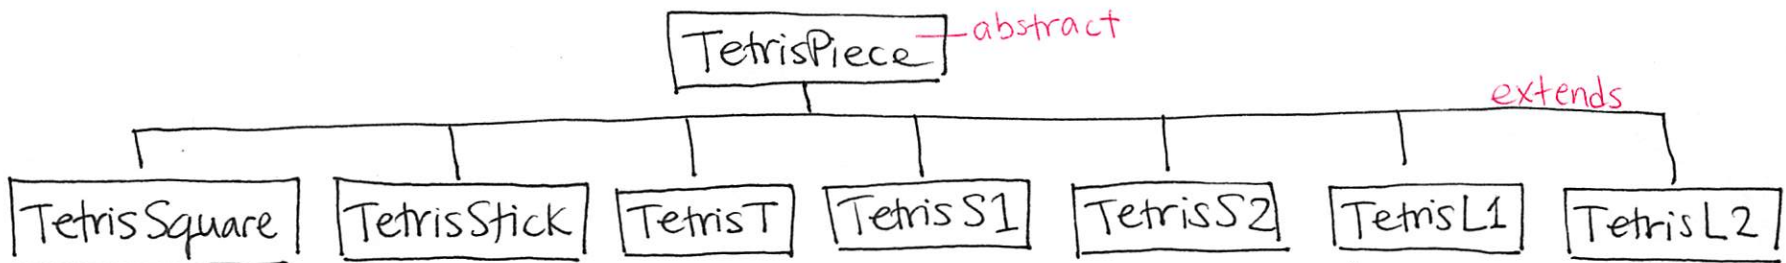 TetrisPiece
abstract
extends
TetrisSquare
TetrisStick
TetrisT
TetrisS1
TetrisS2
TetrisL1
TetrisL2